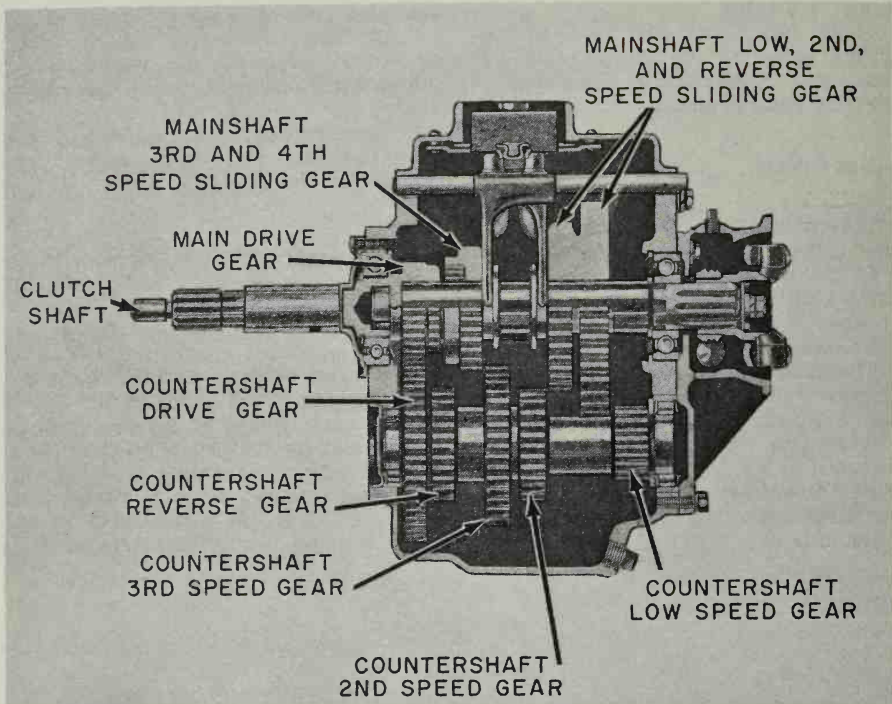 MAINSHAFT LOW, 2ND,
AND REVERSE
SPEED SLIDING GEAR
MAINSHAFT
3RD AND 4TH
SPEED SLIDING GEAR
MAIN DRIVE
GEAR
CLUTCH
SHAFT
COUNTERSHAFT
DRIVE GEAR
COUNTERSHAFT
REVERSE GEAR
COUNTERSHAFT
3RD SPEED GEAR
COUNTERSHAFT
LOW SPEED GEAR
COUNTERSHAFT
2ND SPEED GEAR